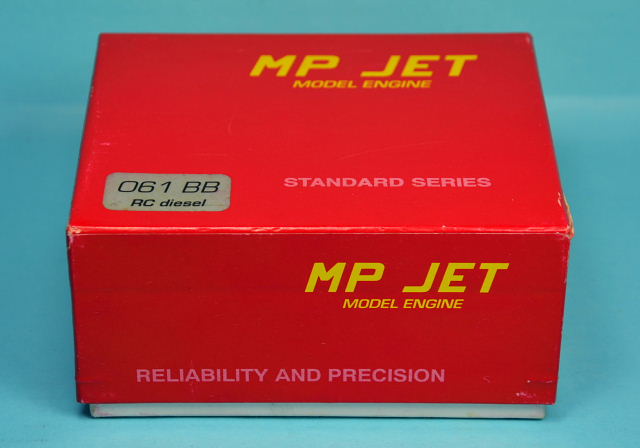 MP JET
MODEL ENGINE
STANDARD SERIES
061 BB
RC diesel
MP JET
MODEL ENGINE
RELIABILITY AND PRECISION